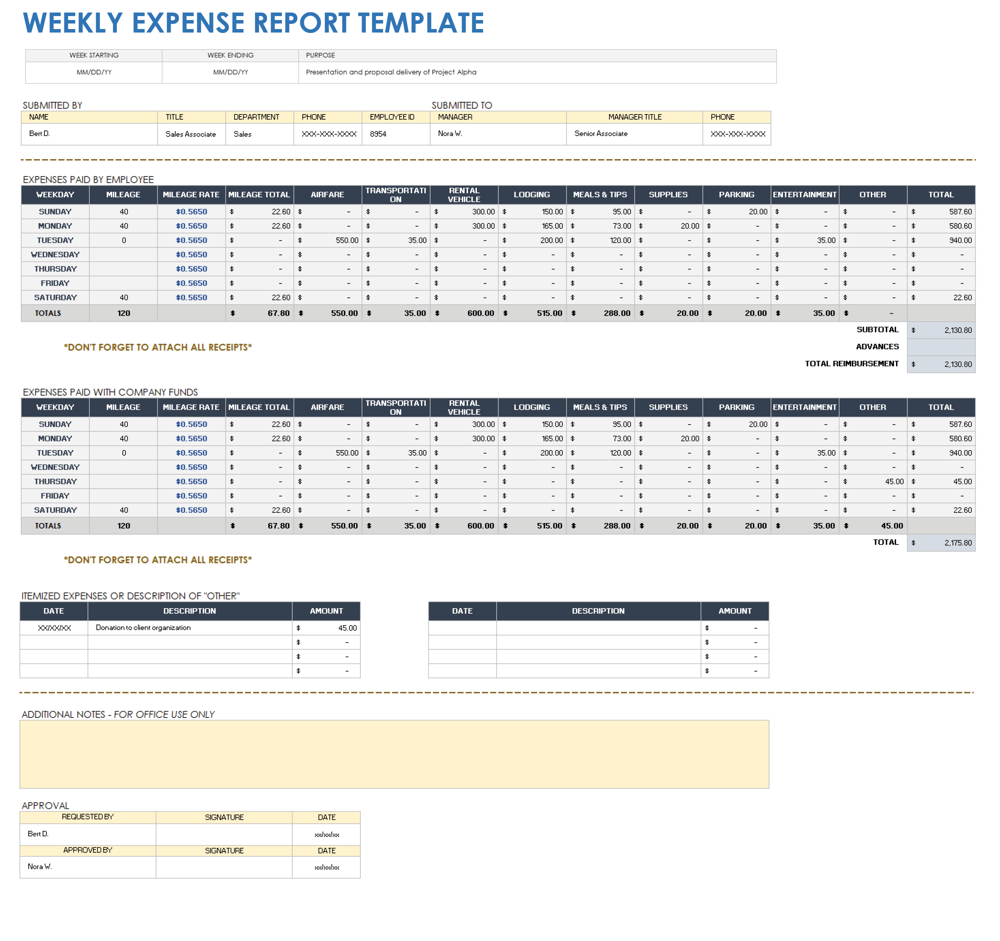 WEEKLY EXPENSE REPORT TEMPLATE
WEEK STARTING WEEK ENDING PURPOSE
MM/DD/YY MM/DD/YY Presentation and proposal delivery of Project Alpha
SUBMITTED BY SUBMITTED TO
NAME TITLE DEPARTMENT PHONE EMPLOYEE ID MANAGER MANAGER TITLE PHONE
Bert D. Sales Associate Sales XXX-XXX-XXXX 8954 Nora W. Senior Associate XXX-XXX-XXXX
EXPENSES PAID BY EMPLOYEE
WEEKDAY MILEAGE MILEAGE RATE MILEAGE TOTAL AIRFARE TRANSPORTATI RENTAL LODGING MEALS & TIPS SUPPLIES PARKING ENTERTAINMENT OTHER TOTAL
ON VEHICLE
SUNDAY 40 $0.5650 $ 22.60 $ - $ - $ 300.00 $ 150.00 $ 95.00 $ - $ 20.00 $ - $ - $ 587.60
MONDAY 40 $0.5650 $ 22.60 $ - $ - $ 300.00 $ 165.00 $ 73.00 $ 20.00 $ - $ - $ - $ 580.60
TUESDAY 0 $0.5650 $ - $ 550.00 $ 35.00 $ - $ 200.00 $ 120.00 $ - $ - $ 35.00 $ - $ 940.00
WEDNESDAY $0.5650 $ - $ - $ - $ - $ - $ - $ - $ - $ - $ - $ -
THURSDAY $0.5650 $ - $ - $ - $ - $ - $ - $ - $ - $ - $ - $ -
FRIDAY $0.5650 $ - $ - $ - $ - $ - $ - $ - $ - $ - $ - $ -
SATURDAY 40 $0.5650 $ 22.60 $ - $ - $ - $ - $ - $ - $ - $ - $ - $ 22.60
TOTALS 120 $ 67.80 $ 550.00 $ 35.00 $ 600.00 $ 515.00 $ 288.00 $ 20.00 $ 20.00 $ 35.00 $ -
SUBTOTAL $ 2,130.80
*DON'T FORGET TO ATTACH ALL RECEIPTS* ADVANCES
TOTAL REIMBURSEMENT $ 2,130.80
EXPENSES PAID WITH COMPANY FUNDS
WEEKDAY MILEAGE MILEAGE RATE MILEAGE TOTAL AIRFARE TRANSPORTATI RENTAL LODGING MEALS & TIPS SUPPLIES PARKING ENTERTAINMENT OTHER TOTAL
ON VEHICLE
SUNDAY 40 $0.5650 $ 22.60 $ - $ - $ 300.00 $ 150.00 $ 95.00 $ - $ 20.00 $ - $ - $ 587.60
MONDAY 40 $0.5650 $ 22.60 $ - $ - $ 300.00 $ 165.00 $ 73.00 $ 20.00 $ - $ - $ - $ 580.60
TUESDAY 0 $0.5650 $ - $ 550.00 $ 35.00 $ - $ 200.00 $ 120.00 $ - $ - $ 35.00 $ - $ 940.00
WEDNESDAY $0.5650 $ - $ - $ - $ - $ - $ - $ - $ - $ - $ - $ -
THURSDAY $0.5650 $ - $ - $ - $ - $ - $ - $ - $ - $ - $ 45.00 $ 45.00
FRIDAY $0.5650 $ - $ - $ - $ - $ - $ - $ - $ - $ - $ - $ -
SATURDAY 40 $0.5650 $ 22.60 $ - $ - $ - $ - $ - $ - $ - $ - $ - $ 22.60
TOTALS 120 $ 67.80 $ 550.00 $ 35.00 $ 600.00 $ 515.00 $ 288.00 $ 20.00 $ 20.00 $ 35.00 $ 45.00
TOTAL $ 2,175.80
*DON'T FORGET TO ATTACH ALL RECEIPTS*
ITEMIZED EXPENSES OR DESCRIPTION OF "OTHER"
DATE DESCRIPTION AMOUNT DATE DESCRIPTION AMOUNT
XX/XX/XX Donation to client organization $ 45.00 $ -
$ - $ -
$ - $ -
$ - $ -
ADDITIONAL NOTES - FOR OFFICE USE ONLY
APPROVAL
REQUESTED BY SIGNATURE DATE
Bert D. xx/xx/xx
APPROVED BY SIGNATURE DATE
Nora W. xx/xx/xx